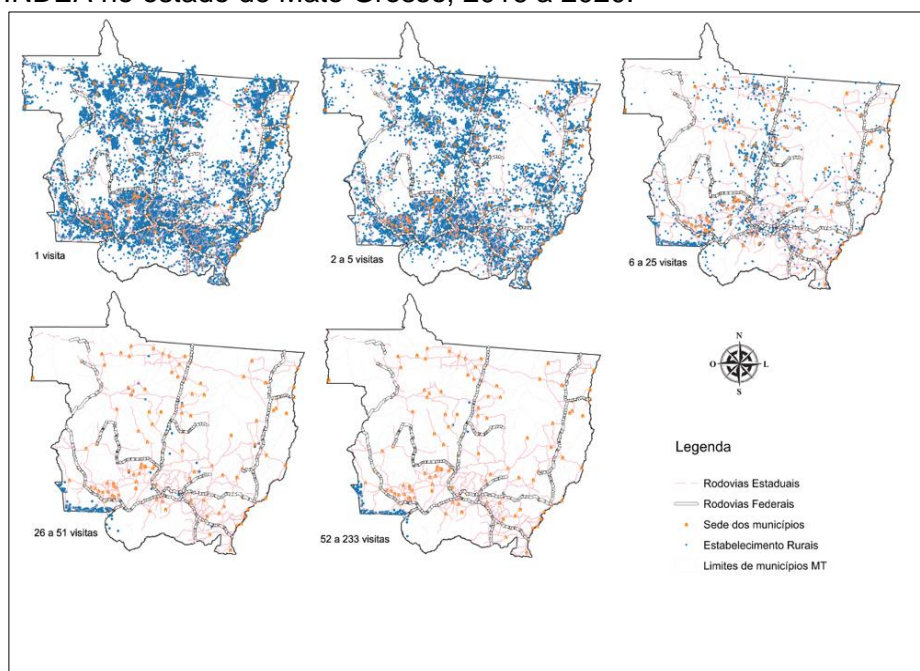 INDEA no estado de Mato Grosso, 2016 a 2020.
1 visita
2 a 5 visitas
6 a 25 visitas
26 a 51 visitas
52 a 233 visitas
N
O
L
S
Legenda
Rodovias Estaduais
Rodovias Federais
Sede dos municípios
Estabelecimento Rurais
Limites de municípios MT